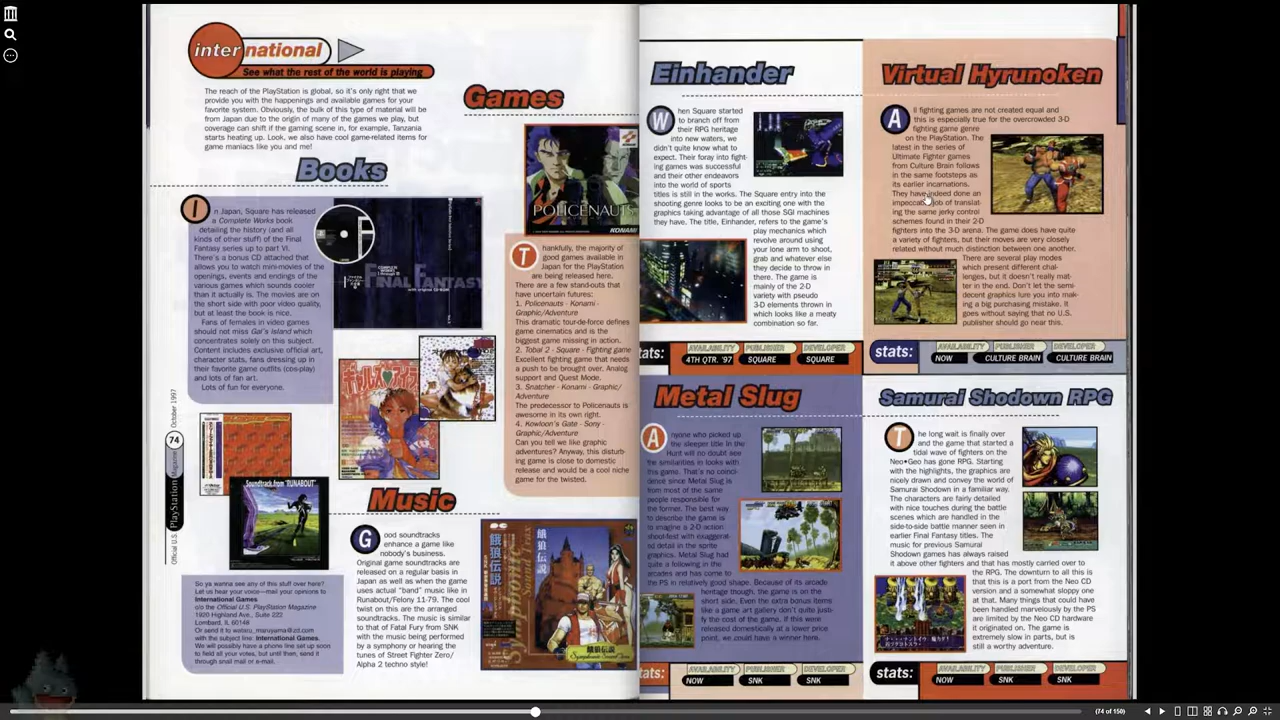 international
See what the rest of the world is playing
The reach of the PlayStation is global, so it's only right that we
provide you with the happenings and available games for your
favorite system. Obviously, the bulk of this type of material will be
from Japan due to the origin of many of the games we play, but
coverage can shift if the gaming scene in, for example, Tanzania
starts heating up. Look, we also have cool game-related items for
game maniacs like you and me!
Books
In Japan, Square has released
a Complete Works book
detailing the history (and all
kinds of other stuff) of the Final
Fantasy series up to part VI.
There's a bonus CD attached that
allows you to watch mini-movies of the
openings, events and endings of the
various games which sounds cooler
than it actually is. The movies are on
the short side with poor video quality,
but at least the book is nice.
Fans of females in video games
should not miss Gal's Island which
concentrates solely on this subject.
Content includes exclusive official art,
character stats, fans dressing up in
their favorite game outfits (cos-play)
and lots of fan art.
Lots of fun for everyone.
FINAL FANTASY
ギャルズ
アイランド
Soundtrack from "RUNABOUT"
So ya wanna see any of this stuff over here?
Let us hear your voice—mail your opinions to
International Games
c/o the Official U.S. PlayStation Magazine
1920 Highland Ave., Suite 222
Lombard, IL 60148
Or send it to wataru_maruyama@zd.com
with the subject line: International Games.
We will possibly have a phone line set up soon
to field all your votes, but until then, send it
through snail mail or e-mail.
October 1997
74
Official U.S. PlayStation Magazine
Games
KONAMI
POLICENAUTS
KONAMI
Thankfully, the majority of
good games available in
Japan for the PlayStation
are being released here.
There are a few stand-outs that
have uncertain futures:
1. Policenauts - Konami -
Graphic/Adventure
This dramatic tour-de-force defines
game cinematics and is the
biggest game missing in action.
2. Tobal 2 - Square - Fighting game
Excellent fighting game that needs
a push to be brought over. Analog
support and Quest Mode.
3. Snatcher - Konami - Graphic/
Adventure
The predecessor to Policenauts is
awesome in its own right.
4. Kowloon's Gate - Sony -
Graphic/Adventure
Can you tell we like graphic
adventures? Anyway, this disturb-
ing game is close to domestic
release and would be a cool niche
game for the twisted.
Music
Good soundtracks
enhance a game like
nobody's business.
Original game soundtracks are
released on a regular basis in
Japan as well as when the game
uses actual "band" music like in
Runabout/Felony 11-79. The cool
twist on this are the arranged
soundtracks. The music is similar
to that of Fatal Fury from SNK
with the music being performed
by a symphony or hearing the
tunes of Street Fighter Zero/
Alpha 2 techno style!
餓狼伝説
餓狼伝説
餓狼伝説
Einhander
When Square started
to branch off from
their RPG heritage
into new waters, we
didn't quite know what to
expect. Their foray into fight-
ing games was successful
and their other endeavors
into the world of sports
titles is still in the works. The Square entry into the
shooting genre looks to be an exciting one with the
graphics taking advantage of all those SGI machines
they have. The title, Einhander, refers to the game's
play mechanics which
revolve around using
your lone arm to shoot,
grab and whatever else
they decide to throw in
there. The game is
mainly of the 2-D
variety with pseudo
3-D elements thrown in
which looks like a meaty
combination so far.
stats:
AVAILABILITY PUBLISHER DEVELOPER
4TH QTR. '97 SQUARE SQUARE
Virtual Hyrunoken
All fighting games are not created equal and
this is especially true for the overcrowded 3-D
fighting game genre
on the PlayStation. The
latest in the series of
Ultimate Fighter games
from Culture Brain follows
in the same footsteps as
its earlier incarnations.
They have indeed done an
impeccable job of translat-
ing the same jerky control
schemes found in their 2-D
fighters into the 3-D arena. The game does have quite
a variety of fighters, but their moves are very closely
related without much distinction between one another.
There are several play modes
which present different chal-
lenges, but it doesn't really mat-
ter in the end. Don't let the semi-
decent graphics lure you into mak-
ing a big purchasing mistake. It
goes without saying that no U.S.
publisher should go near this.
stats:
AVAILABILITY PUBLISHER DEVELOPER
NOW CULTURE BRAIN CULTURE BRAIN
Metal Slug
Anyone who picked up
the sleeper title In the
Hunt will no doubt see
the similarities in looks with
this game. That's no coinci-
dence since Metal Slug is
from most of the same
people responsible for
the former. The best way
to describe the game is
to imagine a 2-D action
shoot-fest with exaggerat-
ed detail in the sprite
graphics. Metal Slug had
quite a following in the
arcades and has come to
the PS in relatively good shape. Because of its arcade
heritage though, the game is on the
short side. Even the extra bonus items
like a game art gallery don't quite justi-
fy the cost of the game. If this were
released domestically at a lower price
point, we could have a winner here.
stats:
AVAILABILITY PUBLISHER DEVELOPER
NOW SNK SNK
Samurai Shodown RPG
The long wait is finally over
and the game that started a
tidal wave of fighters on the
Neo•Geo has gone RPG. Starting
with the highlights, the graphics are
nicely drawn and convey the world of
Samurai Shodown in a familiar way.
The characters are fairly detailed
with nice touches during the battle
scenes which are handled in the
side-to-side battle manner seen in
earlier Final Fantasy titles. The
music for previous Samurai
Shodown games has always raised
it above other fighters and that has mostly carried over to
the RPG. The downturn to all this is
that this is a port from the Neo CD
version and a somewhat sloppy one
at that. Many things that could have
been handled marvelously by the PS
are limited by the Neo CD hardware
it originated on. The game is
extremely slow in parts, but is
still a worthy adventure.
stats:
AVAILABILITY PUBLISHER DEVELOPER
NOW SNK SNK
(74 of 150)